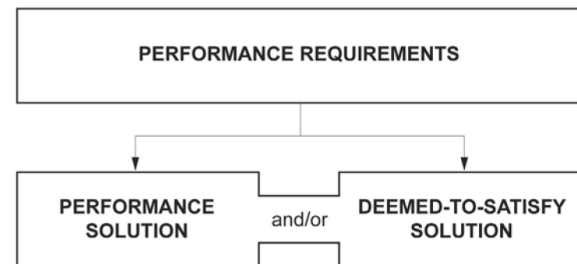 PERFORMANCE REQUIREMENTS
PERFORMANCE
SOLUTION
and/or
DEEMED-TO-SATISFY
SOLUTION